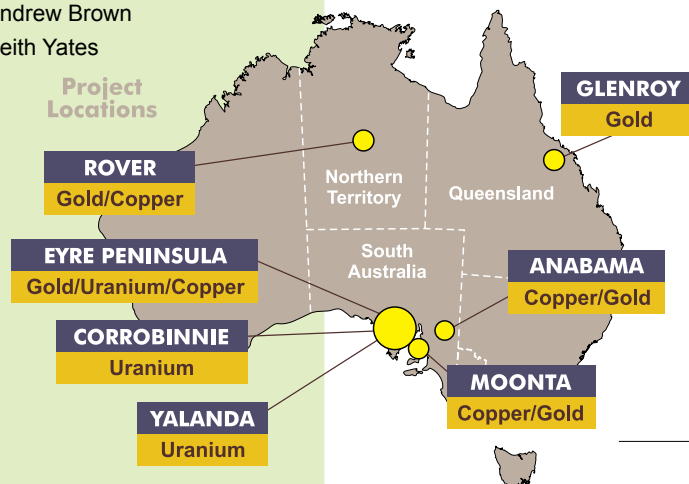 ndrew Brown
eith Yates
Project
Locations
GLENROY
Gold
ROVER
Gold/Copper
Northern
Territory
Queensland
EYRE PENINSULA
Gold/Uranium/Copper
South
Australia
ANABAMA
Copper/Gold
CORROBINNIE
Uranium
MOONTA
Copper/Gold
YALANDA
Uranium